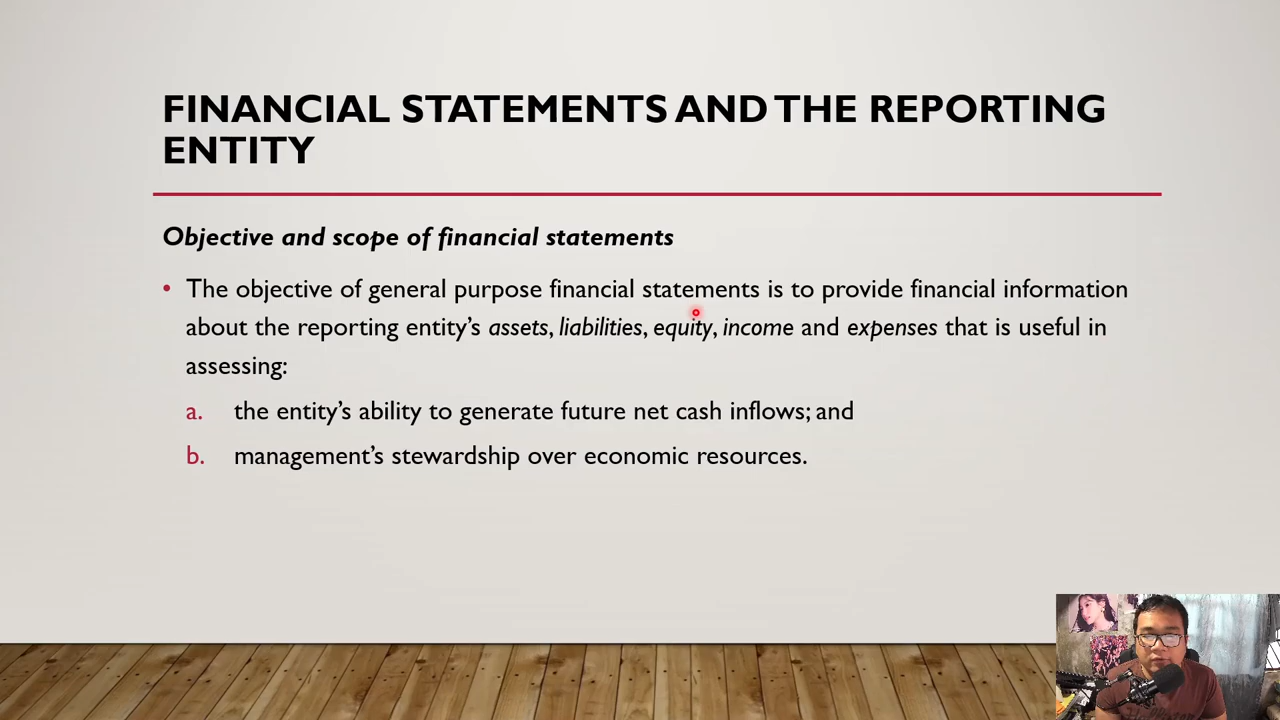 FINANCIAL STATEMENTS AND THE REPORTING
ENTITY
Objective and scope of financial statements
• The objective of general purpose financial statements is to provide financial information
about the reporting entity’s assets, liabilities, equity, income and expenses that is useful in
assessing:
a. the entity’s ability to generate future net cash inflows; and
b. management’s stewardship over economic resources.